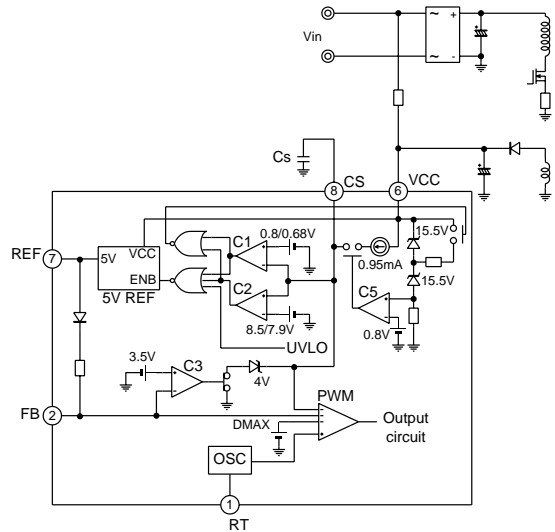 ~
+
Vin
~
-
Cs
8
CS
6
VCC
REF
7
5V
VCC
ENB
5V REF
C1
0.8/0.68V
+
-
C2
+
-
8.5/7.9V
UVLO
0.95mA
15.5V
15.5V
C5
+
-
0.8V
3.5V
C3
+
-
4V
FB
2
PWM
-
-
-
+
DMAX
Output
circuit
OSC
1
RT